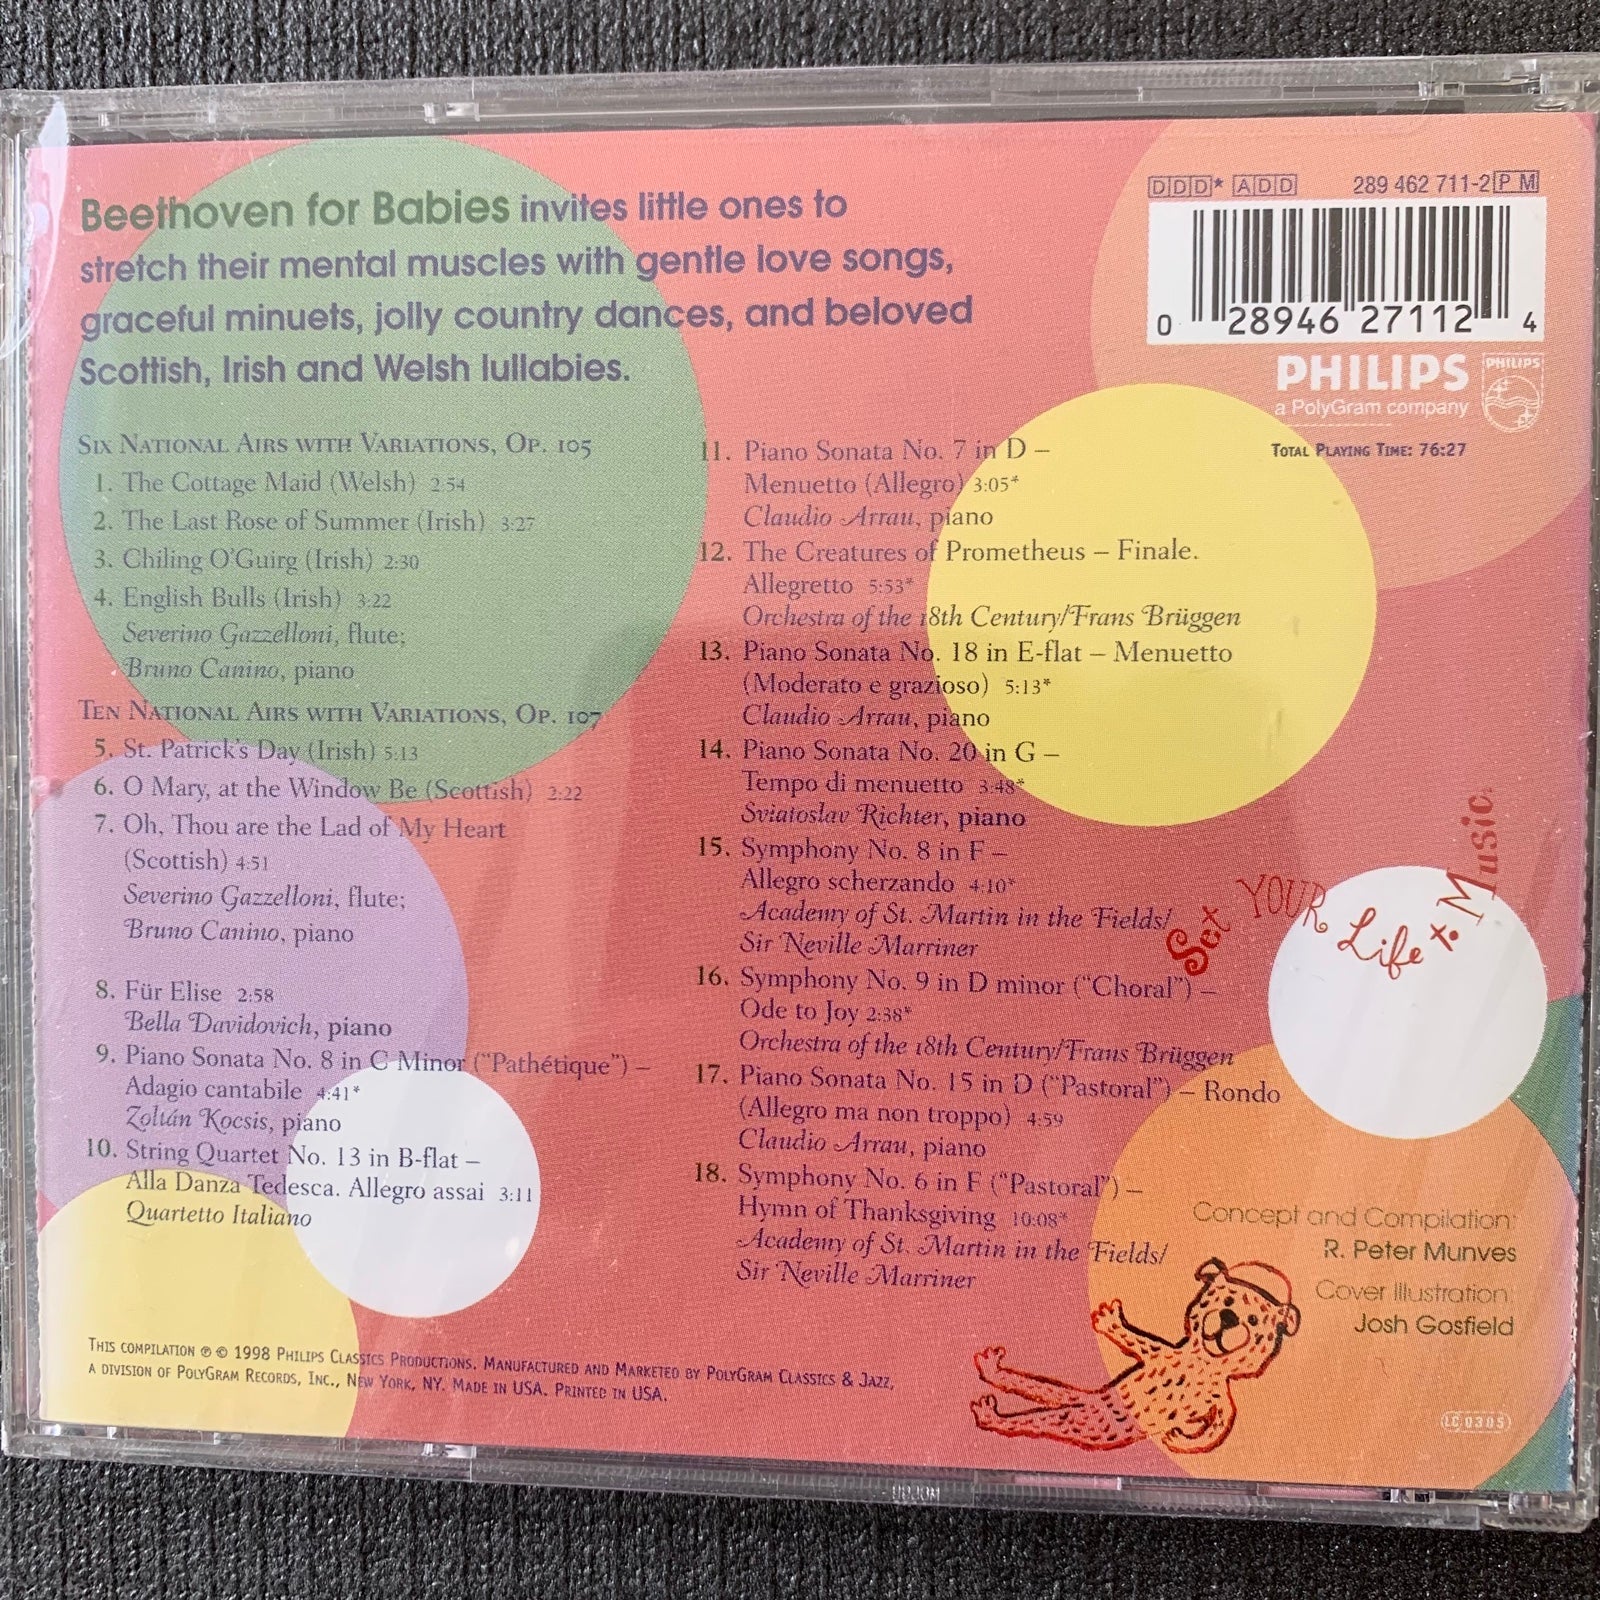 Beethoven for Babies invites little ones to
stretch their mental muscles with gentle love songs,
graceful minuets, jolly country dances, and beloved
Scottish, Irish and Welsh lullabies.
DDD* ADD 289 462 711-2 PM
0 28946 27112 4
PHILIPS
a PolyGram company
PHILIPS
Total Playing Time: 76:27
Six National Airs with Variations, Op. 105
1. The Cottage Maid (Welsh) 2:54
2. The Last Rose of Summer (Irish) 3:27
3. Chiling O'Guirg (Irish) 2:30
4. English Bulls (Irish) 3:22
Severino Gazzelloni, flute;
Bruno Canino, piano
Ten National Airs with Variations, Op. 107
5. St. Patrick's Day (Irish) 5:13
6. O Mary, at the Window Be (Scottish) 2:22
7. Oh, Thou are the Lad of My Heart
(Scottish) 4:51
Severino Gazzelloni, flute;
Bruno Canino, piano
8. Für Elise 2:58
Bella Davidovich, piano
9. Piano Sonata No. 8 in C Minor ("Pathétique") –
Adagio cantabile 4:41*
Zoltán Kocsis, piano
10. String Quartet No. 13 in B-flat –
Alla Danza Tedesca. Allegro assai 3:11
Quartetto Italiano
11. Piano Sonata No. 7 in D –
Menuetto (Allegro) 3:05*
Claudio Arrau, piano
12. The Creatures of Prometheus – Finale.
Allegretto 5:53*
Orchestra of the 18th Century/Frans Brüggen
13. Piano Sonata No. 18 in E-flat – Menuetto
(Moderato e grazioso) 5:13*
Claudio Arrau, piano
14. Piano Sonata No. 20 in G –
Tempo di menuetto 3:48*
Sviatoslav Richter, piano
15. Symphony No. 8 in F –
Allegro scherzando 4:10*
Academy of St. Martin in the Fields/
Sir Neville Marriner
16. Symphony No. 9 in D minor ("Choral") –
Ode to Joy 2:38*
Orchestra of the 18th Century/Frans Brüggen
17. Piano Sonata No. 15 in D ("Pastoral") – Rondo
(Allegro ma non troppo) 4:59
Claudio Arrau, piano
18. Symphony No. 6 in F ("Pastoral") –
Hymn of Thanksgiving 10:08*
Academy of St. Martin in the Fields/
Sir Neville Marriner
Set YOUR Life to Music.
Concept and Compilation:
R. Peter Munves
Cover Illustration:
Josh Gosfield
This compilation ℗ © 1998 Philips Classics Productions. Manufactured and Marketed by PolyGram Classics & Jazz,
a division of PolyGram Records, Inc., New York, NY. Made in USA. Printed in USA.
LC 0305